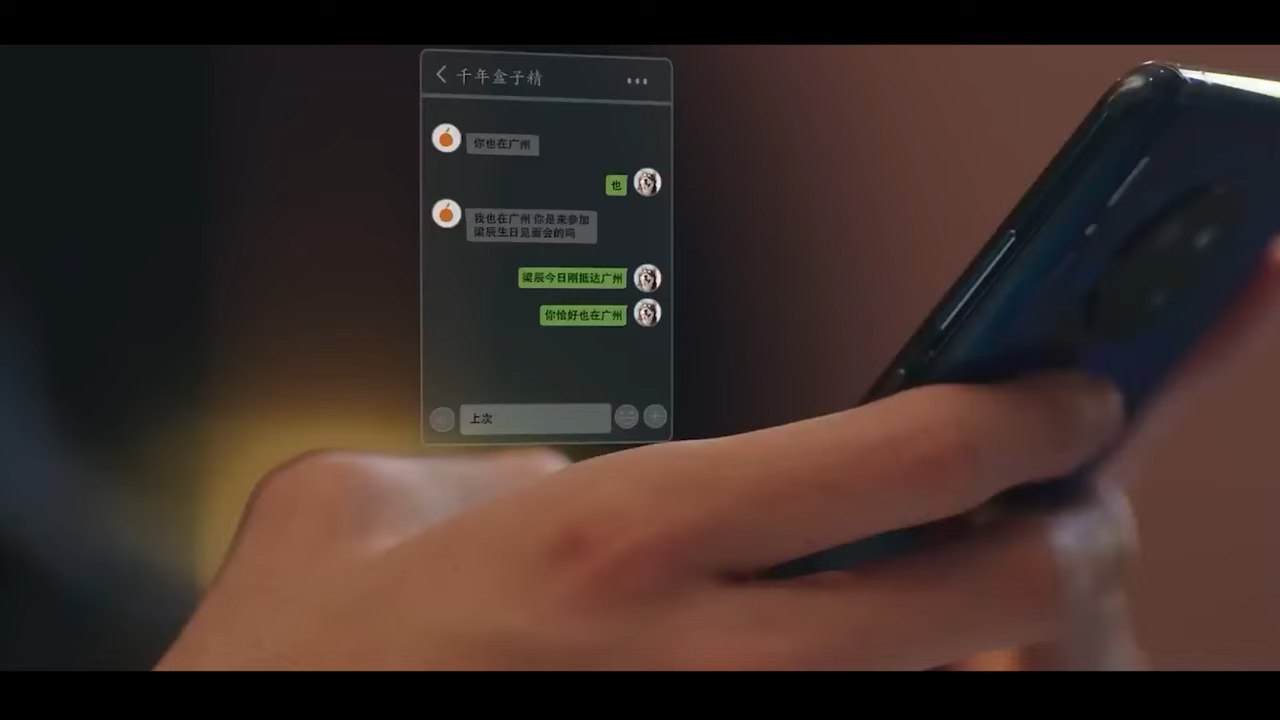 千年盒子精
你也在广州
也
我也在广州 你是来参加
梁辰生日见面会的吗
梁辰今日刚抵达广州
你恰好也在广州
上次